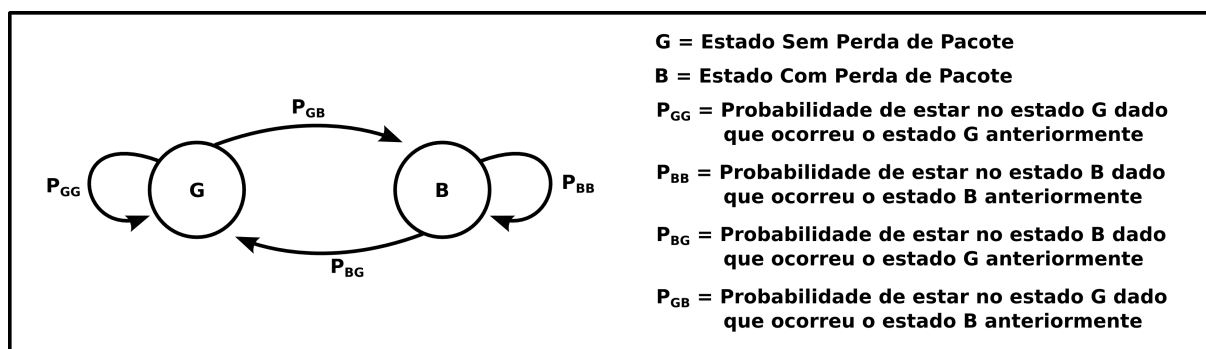 G = Estado Sem Perda de Pacote
B = Estado Com Perda de Pacote
P_GG = Probabilidade de estar no estado G dado
que ocorreu o estado G anteriormente
P_BB = Probabilidade de estar no estado B dado
que ocorreu o estado B anteriormente
P_BG = Probabilidade de estar no estado B dado
que ocorreu o estado G anteriormente
P_GB = Probabilidade de estar no estado G dado
que ocorreu o estado B anteriormente
P_GB
P_GG
G
B
P_BB
P_BG